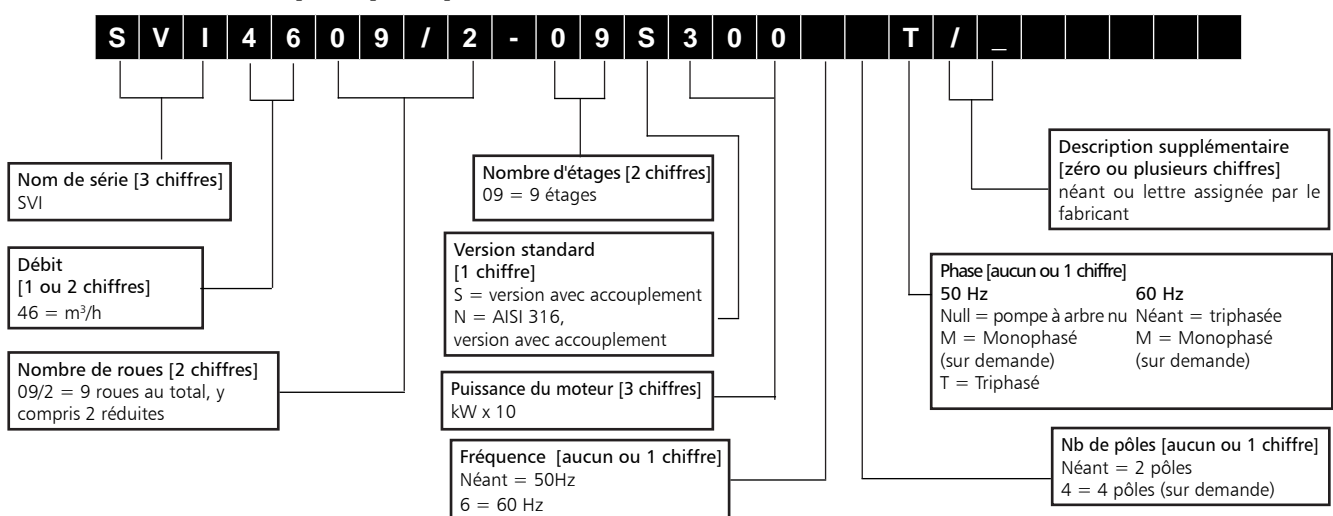 S V I 4 6 0 9 / 2 - 0 9 S 3 0 0 T / _
Nom de série [3 chiffres]
SVI
Débit
[1 ou 2 chiffres]
46 = m³/h
Nombre de roues [2 chiffres]
09/2 = 9 roues au total, y
compris 2 réduites
Nombre d'étages [2 chiffres]
09 = 9 étages
Version standard
[1 chiffre]
S = version avec accouplement
N = AISI 316,
version avec accouplement
Puissance du moteur [3 chiffres]
kW x 10
Fréquence [aucun ou 1 chiffre]
Néant = 50Hz
6 = 60 Hz
Description supplémentaire
[zéro ou plusieurs chiffres]
néant ou lettre assignée par le
fabricant
Phase [aucun ou 1 chiffre]
50 Hz 60 Hz
Null = pompe à arbre nu Néant = triphasée
M = Monophasé M = Monophasé
(sur demande) (sur demande)
T = Triphasé
Nb de pôles [aucun ou 1 chiffre]
Néant = 2 pôles
4 = 4 pôles (sur demande)